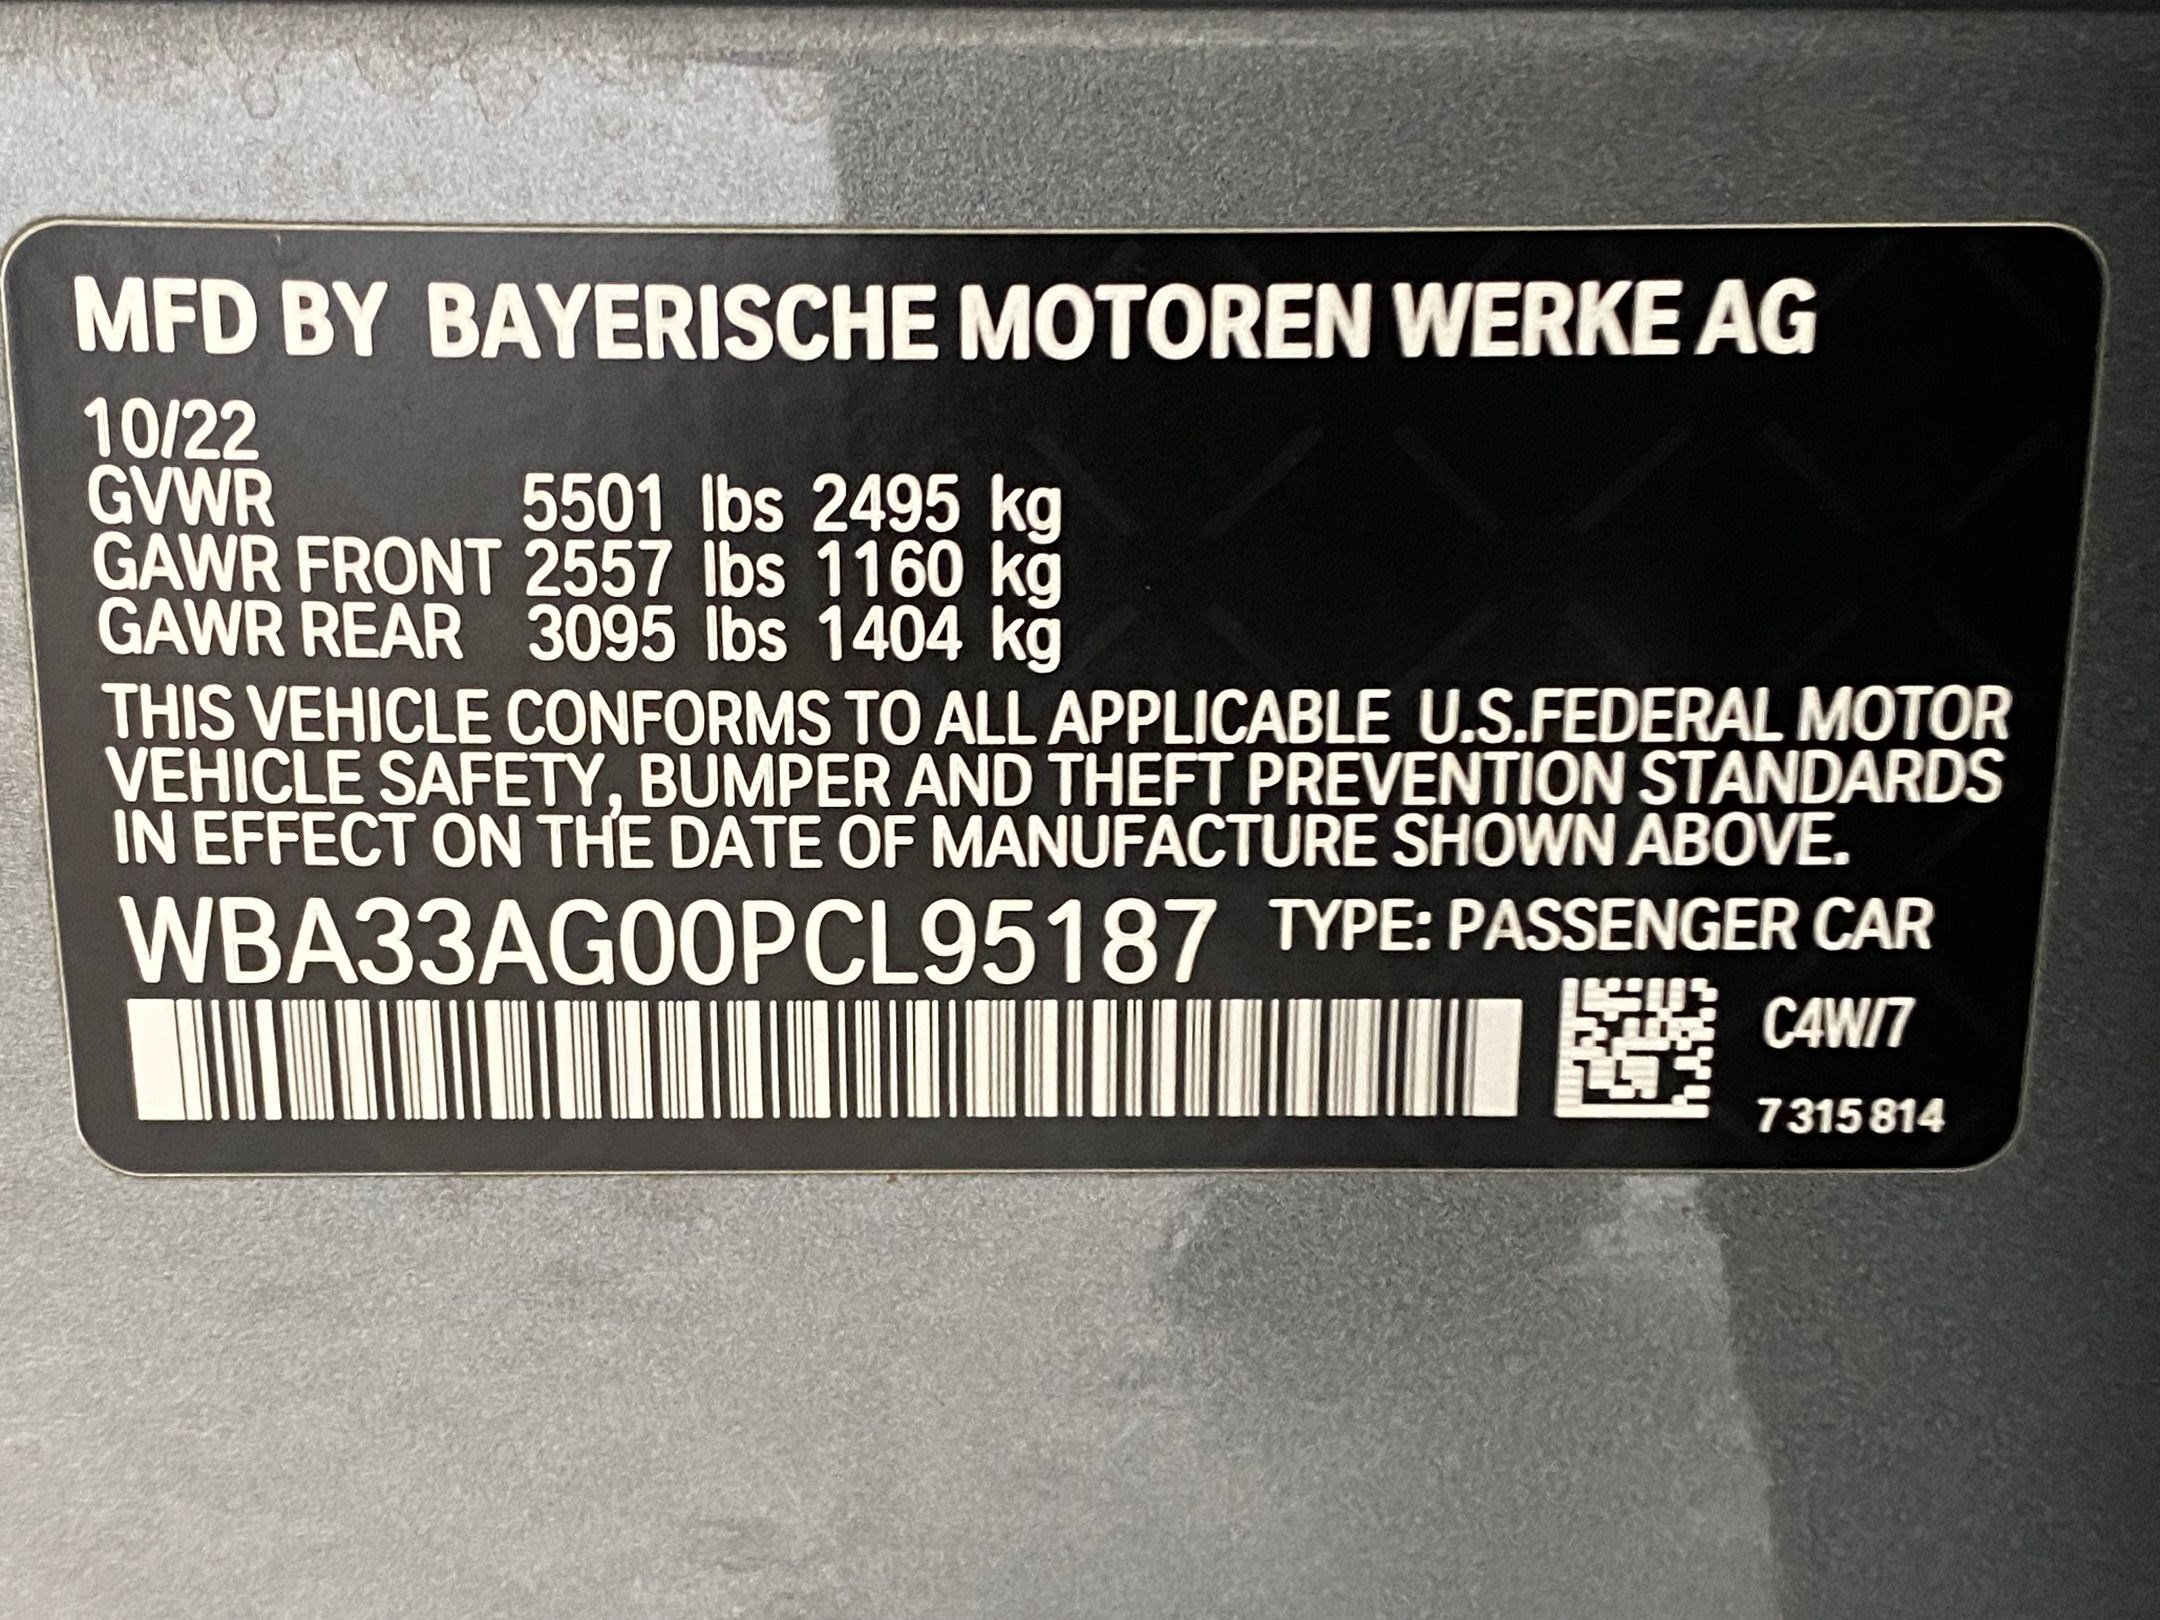 MFD BY BAYERISCHE MOTOREN WERKE AG
10/22
GVWR 5501 lbs 2495 kg
GAWR FRONT 2557 lbs 1160 kg
GAWR REAR 3095 lbs 1404 kg
THIS VEHICLE CONFORMS TO ALL APPLICABLE U.S.FEDERAL MOTOR
VEHICLE SAFETY, BUMPER AND THEFT PREVENTION STANDARDS
IN EFFECT ON THE DATE OF MANUFACTURE SHOWN ABOVE.
WBA33AG00PCL95187 TYPE: PASSENGER CAR
C4W/7
7 315 814